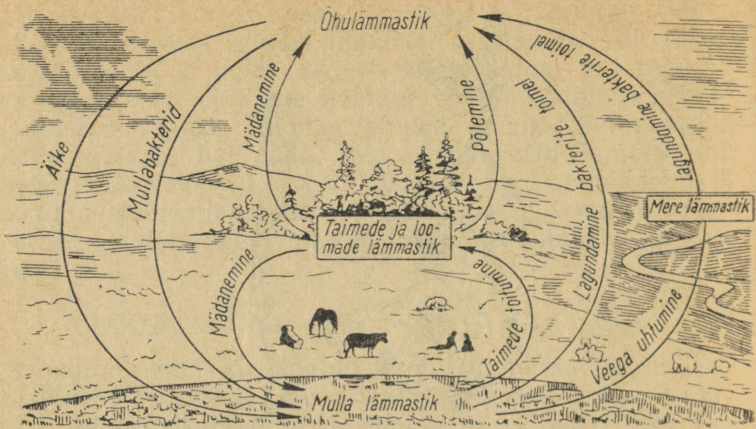 Õhulämmastik
Äike
Mullabakterid
Mädanemine
Põlemine
Lagundamine bakterite toimel
Lagundamine bakterite toimel
Taimede ja loo-
made lämmastik
Mere lämmastik
Mädanemine
Taimede toitumine
Veega uhtumine
Mulla lämmastik